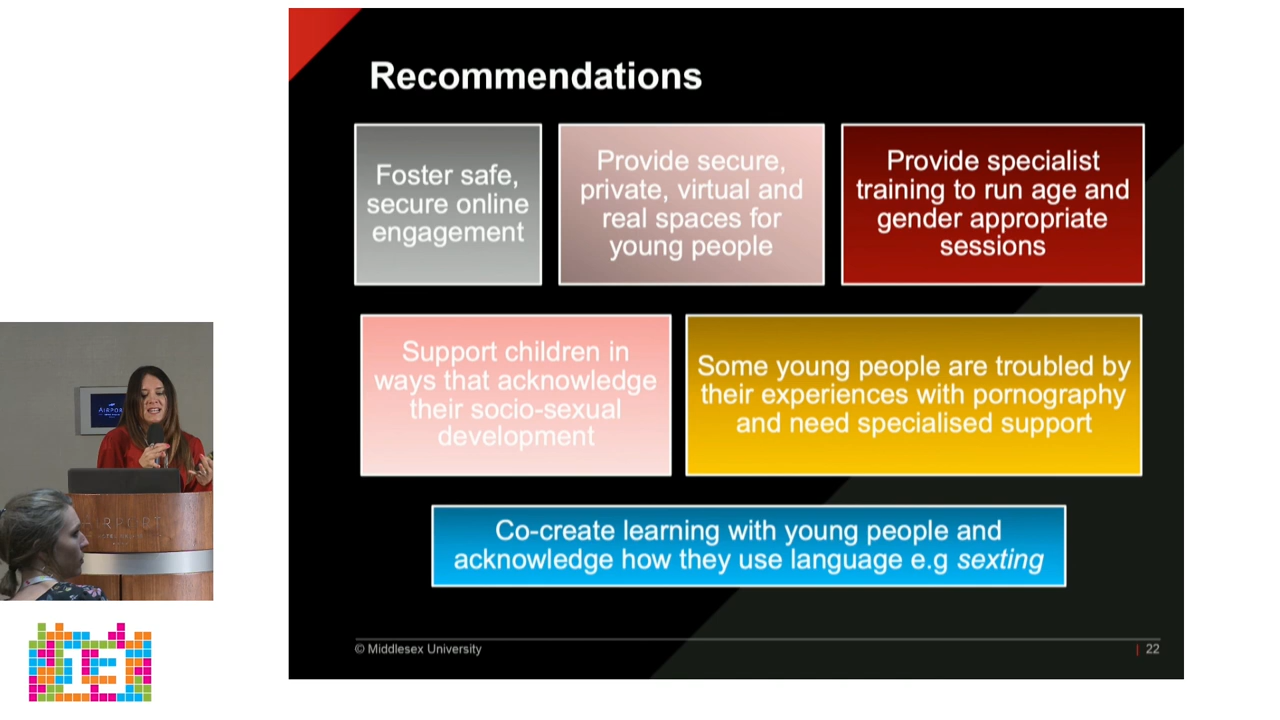 Recommendations
Foster safe,
secure online
engagement
Provide secure,
private, virtual and
real spaces for
young people
Provide specialist
training to run age and
gender appropriate
sessions
Support children in
ways that acknowledge
their socio-sexual
development
Some young people are troubled by
their experiences with pornography
and need specialised support
Co-create learning with young people and
acknowledge how they use language e.g sexting
© Middlesex University
| 22
AIRPORT